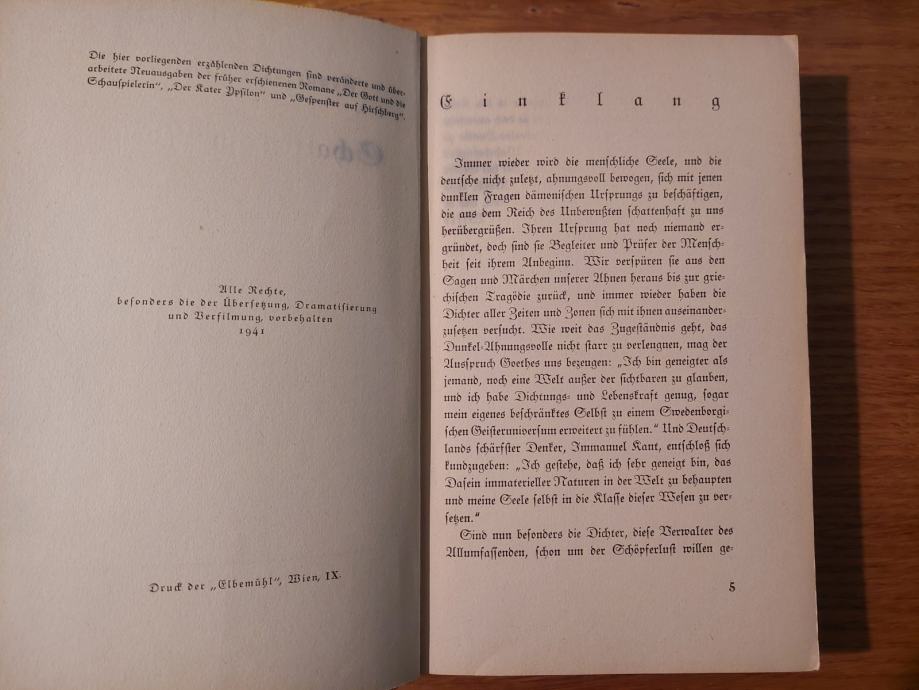 Die hier vorliegenden erzählenden Dichtungen sind veränderte und über-
arbeitete Neuausgaben der früher erschienenen Romane „Der Gott und die
Schauspielerin“, „Der Kater Ypsilon“ und „Gespenster auf Hirschberg“.
Alle Rechte,
besonders die der Übersetzung, Dramatisierung
und Verfilmung, vorbehalten
1941
Druck der „Elbemühl“, Wien, IX.
Einklang
Immer wieder wird die menschliche Seele, und die
deutsche nicht zuletzt, ahnungsvoll bewogen, sich mit jenen
dunklen Fragen dämonischen Ursprungs zu beschäftigen,
die aus dem Reich des Unbewußten schattenhaft zu uns
herübergrüßen. Ihren Ursprung hat noch niemand er-
gründet, doch sind sie Begleiter und Prüfer der Mensch-
heit seit ihrem Anbeginn. Wir verspüren sie aus den
Sagen und Märchen unserer Ahnen heraus bis zur grie-
chischen Tragödie zurück, und immer wieder haben die
Dichter aller Zeiten und Zonen sich mit ihnen auseinander-
zusetzen versucht. Wie weit das Zugeständnis geht, das
Dunkel-Ahnungsvolle nicht starr zu verleugnen, mag der
Ausspruch Goethes uns bezeugen: „Ich bin geneigter als
jemand, noch eine Welt außer der sichtbaren zu glauben,
und ich habe Dichtungs- und Lebenskraft genug, sogar
mein eigenes beschränktes Selbst zu einem Swedenborgi-
schen Geisteruniversum erweitert zu fühlen.“ Und Deutsch-
lands schärfster Denker, Immanuel Kant, entschloß sich
kundzugeben: „Ich gestehe, daß ich sehr geneigt bin, das
Dasein immaterieller Naturen in der Welt zu behaupten
und meine Seele selbst in die Klasse dieser Wesen zu ver-
setzen.“
Sind nun besonders die Dichter, diese Verwalter des
Allumfassenden, schon um der Schöpferlust willen ge-
5